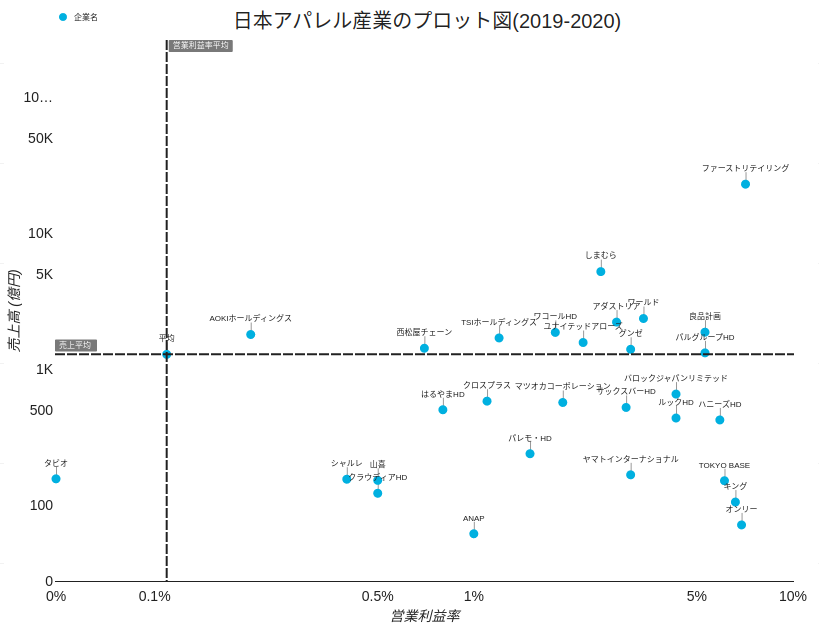 日本アパレル産業のプロット図(2019-2020)
企業名
営業利益率平均
10…
50K
ファーストリテイリング
10K
しまむら
5K
アダストリア
ワールド
AOKIホールディングス
TSIホールディングス
ワコールHD
ユナイテッドアローズ
良品計画
西松屋チェーン
グンゼ
パルグループHD
平均
売上平均
1K
バロックジャパンリミテッド
クロスプラス
マツオカコーポレーション
サックスバーHD
はるやまHD
ルックHD
ハニーズHD
500
パレモ・HD
タビオ
シャルレ
山喜
クラウディアHD
ヤマトインターナショナル
TOKYO BASE
キング
100
オンリー
ANAP
0
0%
0.1%
0.5%
1%
5%
10%
営業利益率
売上高 (億円)